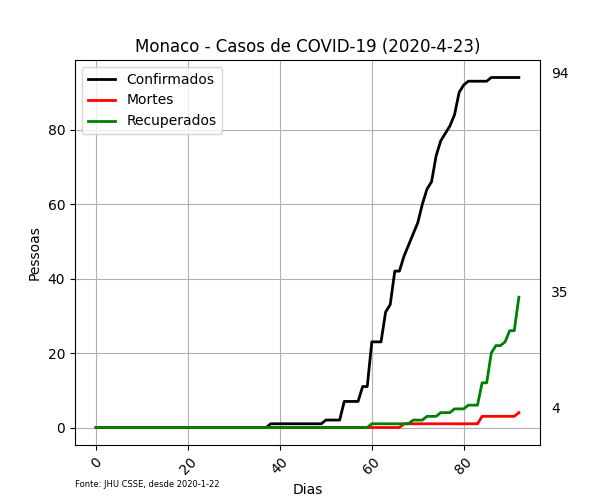 Monaco - Casos de COVID-19 (2020-4-23)
Confirmados
Mortes
Recuperados
94
35
4
80
60
40
20
0
Pessoas
0 20 40 60 80
Dias
Fonte: JHU CSSE, desde 2020-1-22